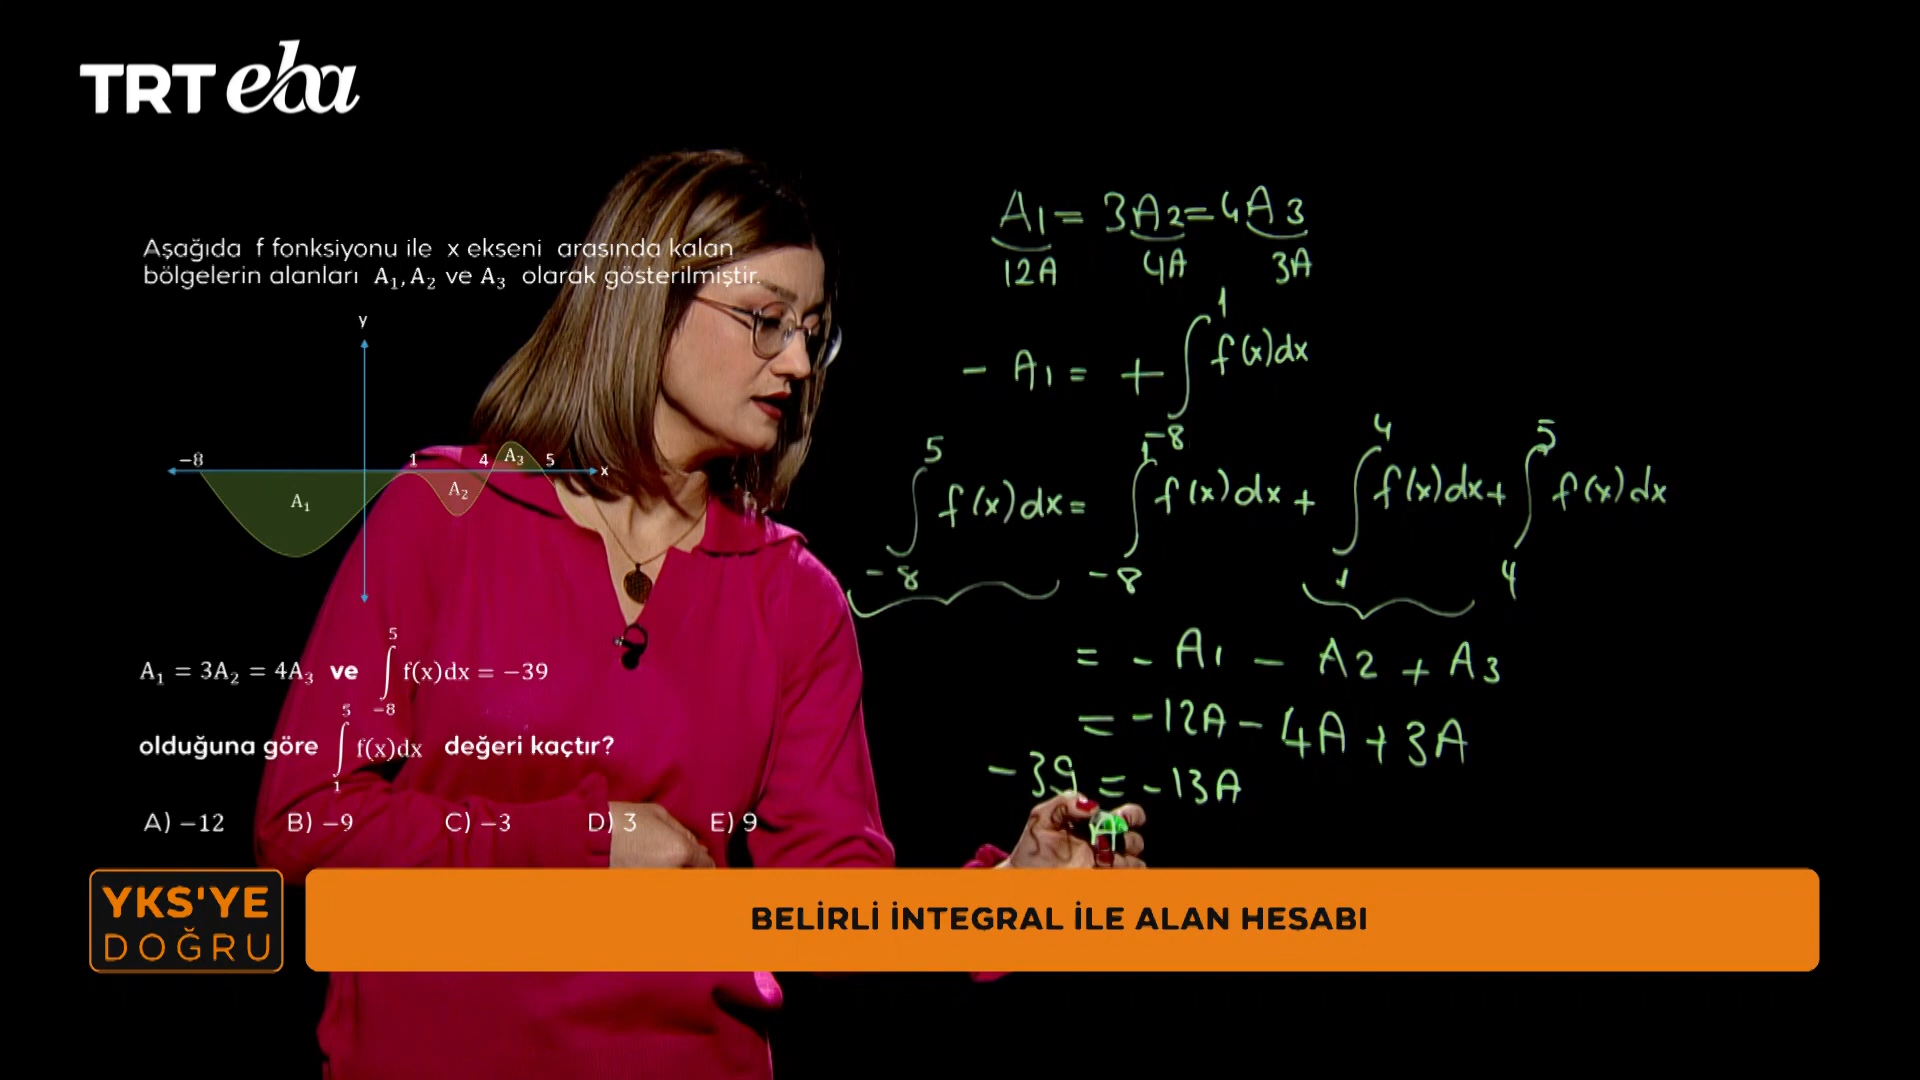 TRT eba
Aşağıda f fonksiyonu ile x ekseni arasında kalan
bölgelerin alanları A₁, A₂ ve A₃ olarak gösterilmiştir.
y
-8 1 4 A₃ 5 x
A₁ A₂
A₁ = 3A₂ = 4A₃ ve ∫₋₈⁵ f(x)dx = −39
olduğuna göre ∫₁⁵ f(x)dx değeri kaçtır?
A) −12 B) −9 C) −3 D) 3 E) 9
A₁ = 3A₂ = 4A₃
12A 4A 3A
- A₁ = + ∫₋₈¹ f(x)dx
∫₋₈⁵ f(x)dx = ∫₋₈¹ f(x)dx + ∫₁⁴ f(x)dx + ∫₄⁵ f(x)dx
= - A₁ - A₂ + A₃
= -12A - 4A + 3A
-39 = -13A
A
YKS'YE
DOĞRU
BELİRLİ İNTEGRAL İLE ALAN HESABI